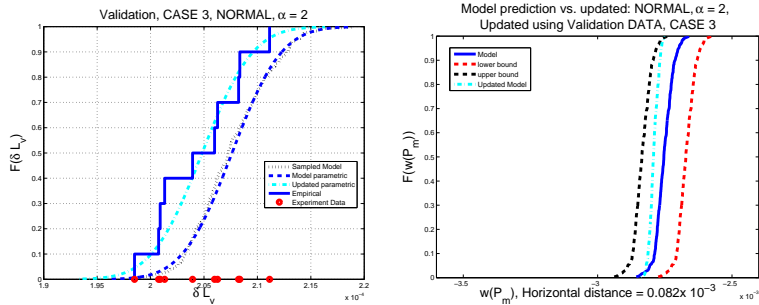 Validation, CASE 3, NORMAL, α = 2
F(δ L_v)
1
0.9
0.8
0.7
0.6
0.5
0.4
0.3
0.2
0.1
0
Sampled Model
Model parametric
Updated parametric
Empirical
Experiment Data
1.9
1.95
2
2.05
2.1
2.15
2.2
x 10⁻⁴
δ L_v
Model prediction vs. updated: NORMAL, α = 2,
Updated using Validation DATA, CASE 3
F(w(P_m))
1
0.9
0.8
0.7
0.6
0.5
0.4
0.3
0.2
0.1
0
Model
lower bound
upper bound
Updated Model
−3.5
−3
−2.5
x 10⁻³
w(P_m), Horizontal distance = 0.082x 10⁻³